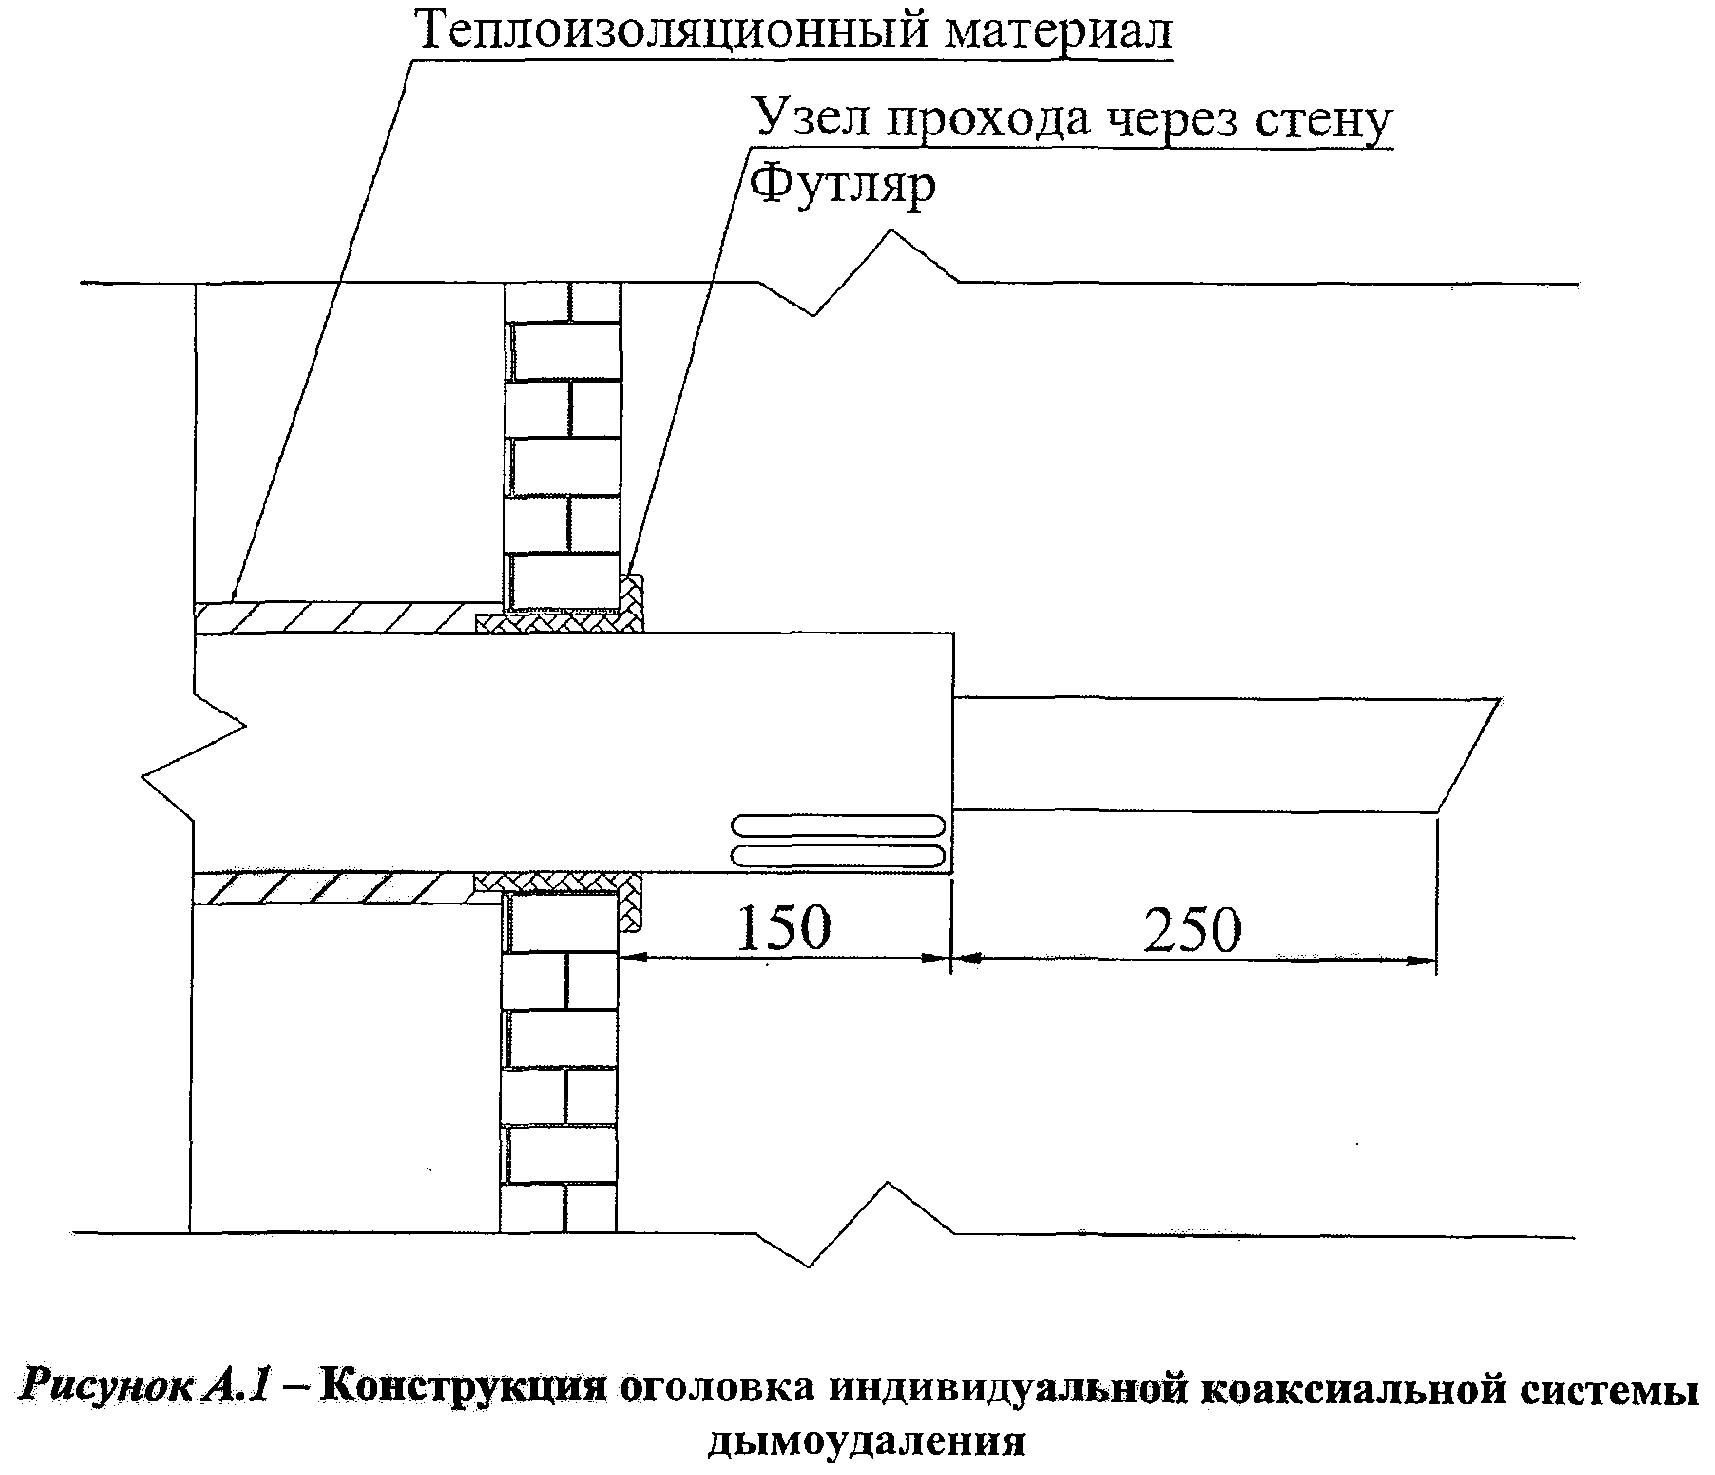 Теплоизоляционный материал
Узел прохода через стену
Футляр
150
250
Рисунок А.1 – Конструкция оголовка индивидуальной коаксиальной системы
дымоудаления